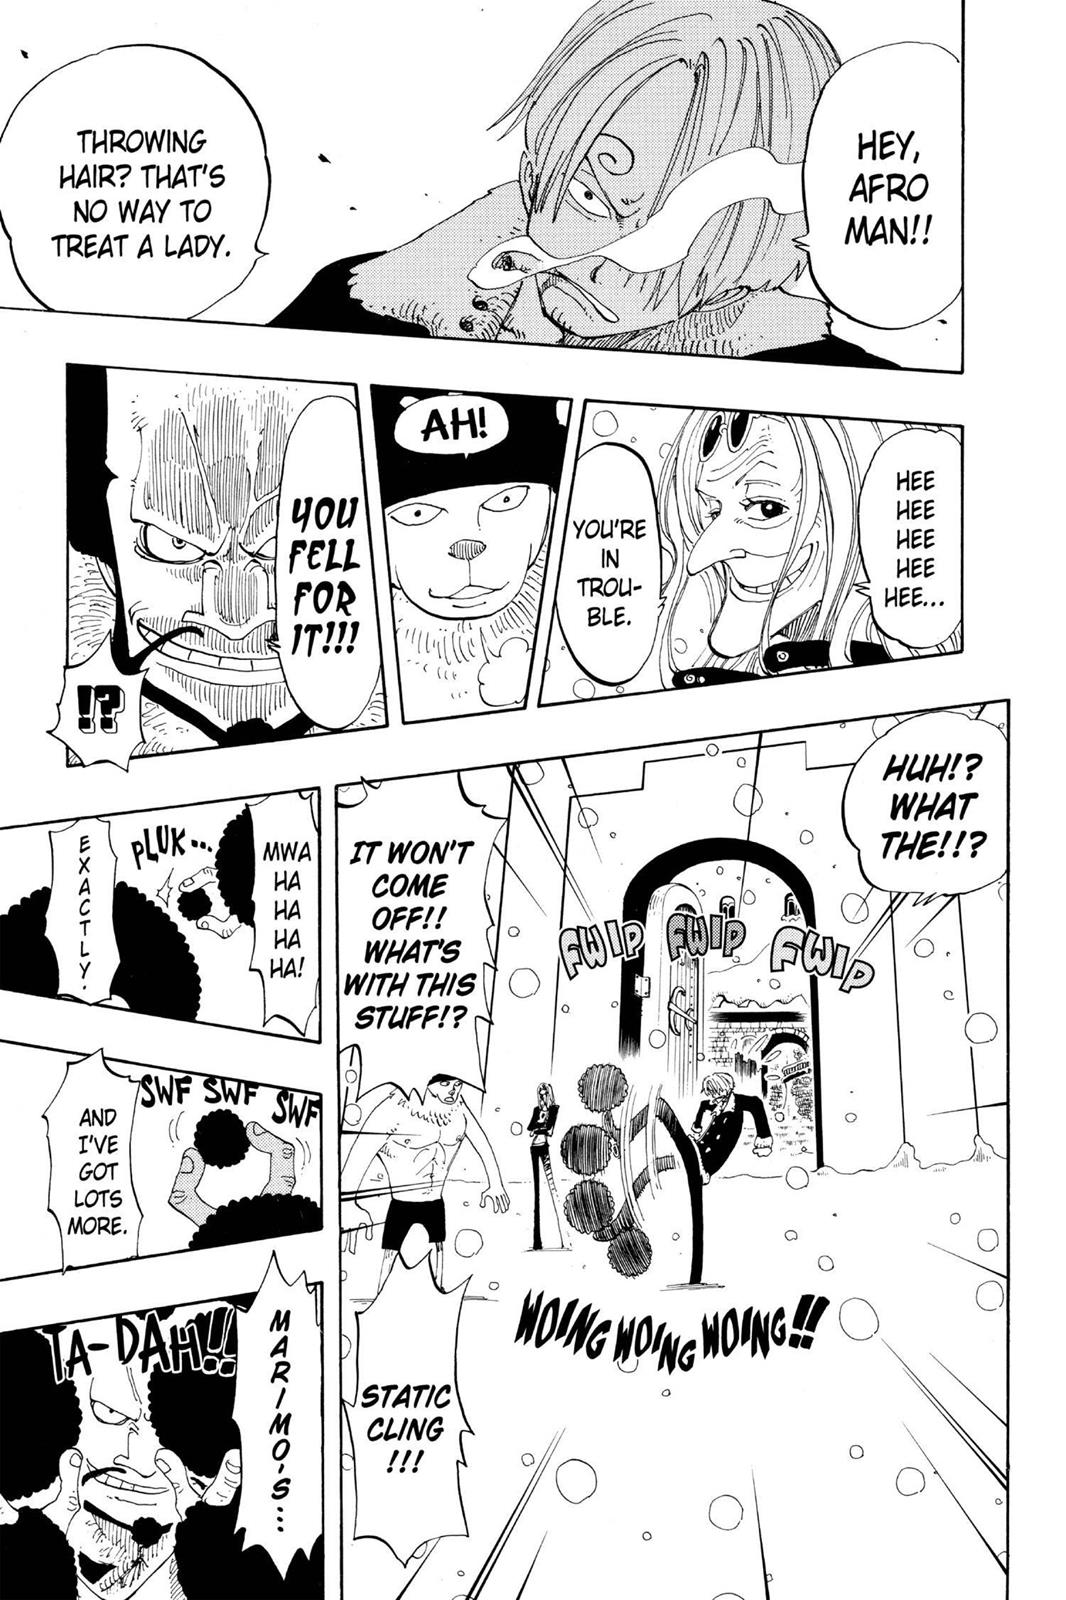 HEY,
AFRO
MAN!!
THROWING
HAIR? THAT'S
NO WAY TO
TREAT A LADY.
HEE
HEE
HEE
HEE
HEE...
YOU'RE
IN
TROU-
BLE.
AH!
YOU
FELL
FOR
IT!!!
!?
HUH!?
WHAT
THE!!?
FWIP FWIP FWIP
IT WON'T
COME
OFF!!
WHAT'S
WITH THIS
STUFF!?
WOING WOING WOING!!
STATIC
CLING
!!!
MWA
HA
HA
HA
HA!
PLUK...
EXACTLY.
SWF SWF SWF
AND
I'VE
GOT
LOTS
MORE.
MARIMO'S...
TA-DAH!!